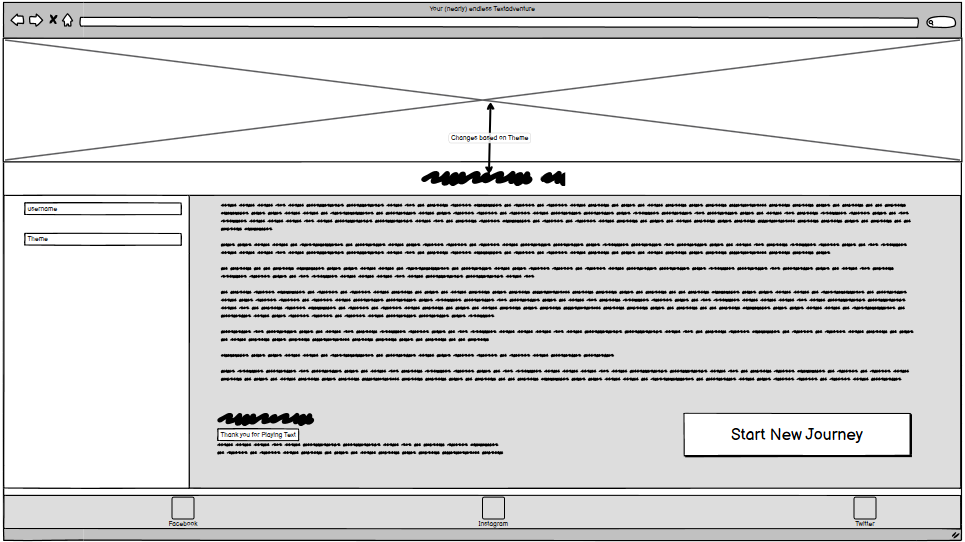 Your (nearly) endless Textadventure
Changes based on Theme
username
Theme
Thank you for Playing Text
Start New Journey
Facebook
Instagram
Twitter